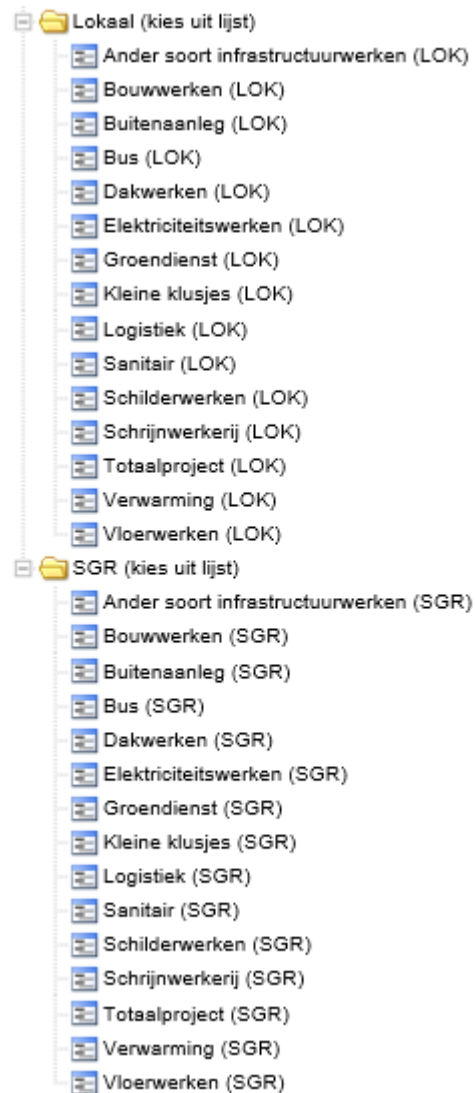 Lokaal (kies uit lijst)
Ander soort infrastructuurwerken (LOK)
Bouwwerken (LOK)
Buitenaanleg (LOK)
Bus (LOK)
Dakwerken (LOK)
Elektriciteitswerken (LOK)
Groendienst (LOK)
Kleine klusjes (LOK)
Logistiek (LOK)
Sanitair (LOK)
Schilderwerken (LOK)
Schrijnwerkerij (LOK)
Totaalproject (LOK)
Verwarming (LOK)
Vloerwerken (LOK)
SGR (kies uit lijst)
Ander soort infrastructuurwerken (SGR)
Bouwwerken (SGR)
Buitenaanleg (SGR)
Bus (SGR)
Dakwerken (SGR)
Elektriciteitswerken (SGR)
Groendienst (SGR)
Kleine klusjes (SGR)
Logistiek (SGR)
Sanitair (SGR)
Schilderwerken (SGR)
Schrijnwerkerij (SGR)
Totaalproject (SGR)
Verwarming (SGR)
Vloerwerken (SGR)